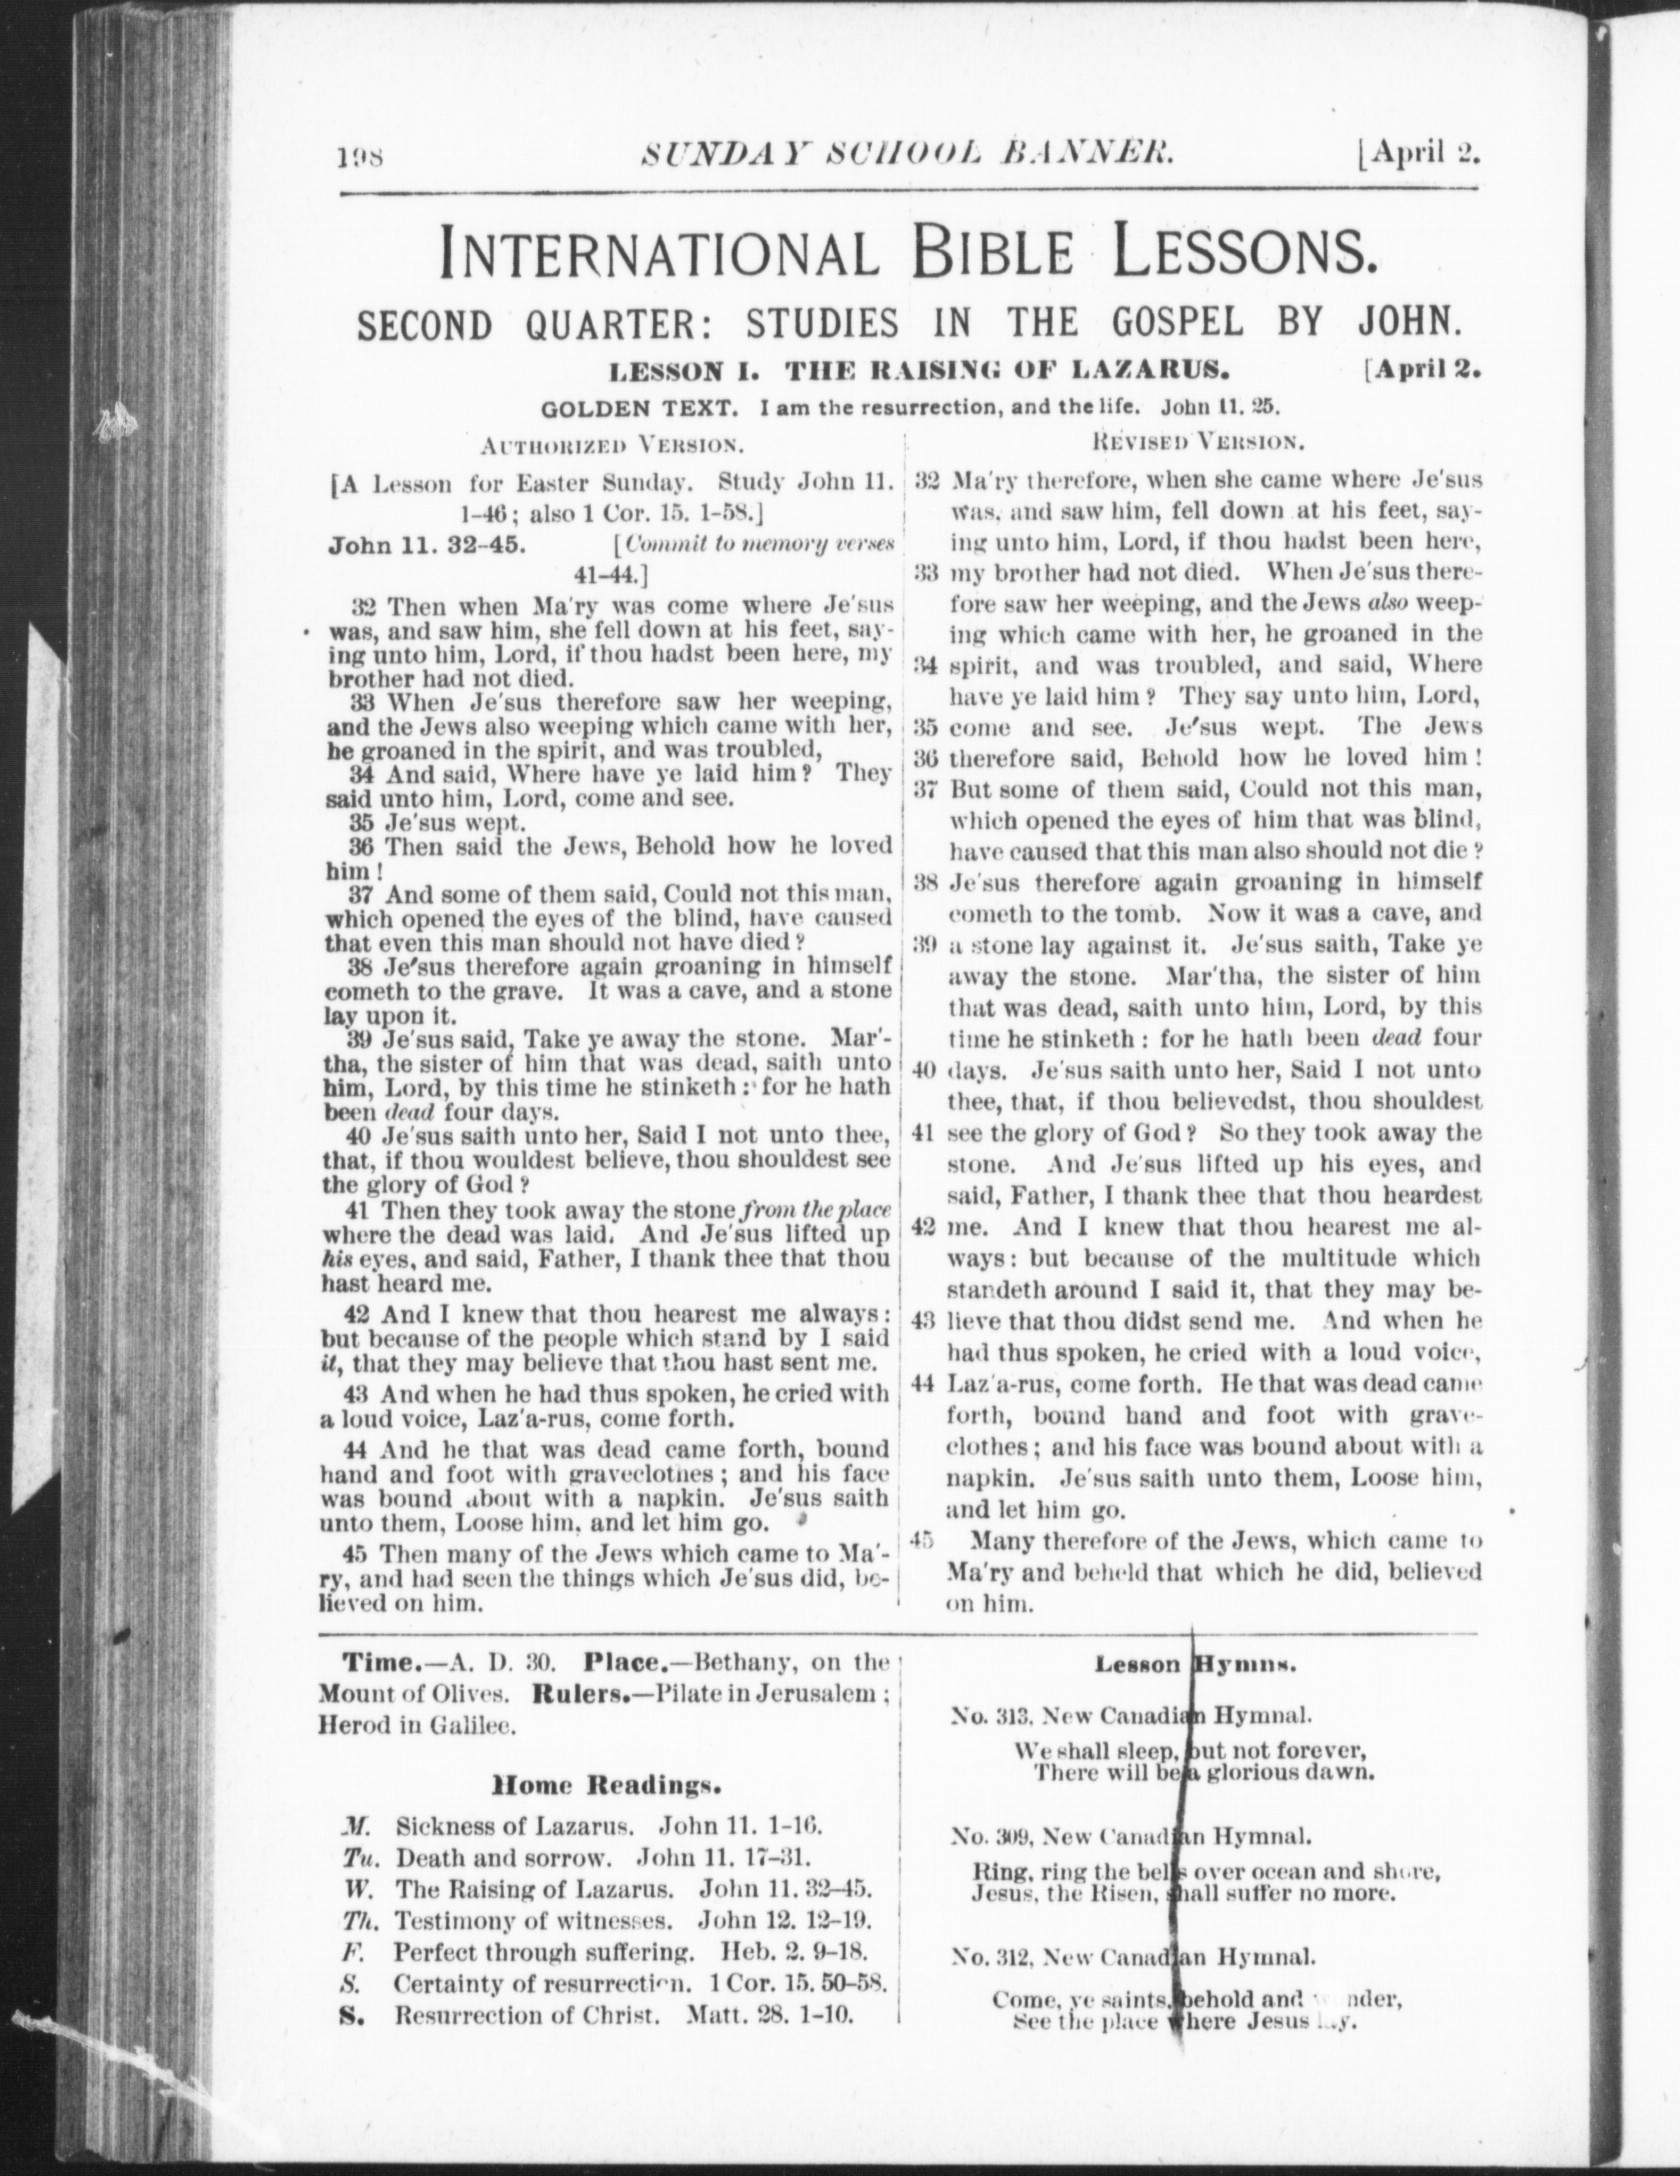 198 SUNDAY SCHOOL BANNER. [April 2.
INTERNATIONAL BIBLE LESSONS.
SECOND QUARTER: STUDIES IN THE GOSPEL BY JOHN.
LESSON I. THE RAISING OF LAZARUS. [April 2.
GOLDEN TEXT. I am the resurrection, and the life. John 11. 25.
AUTHORIZED VERSION.
[A Lesson for Easter Sunday. Study John 11.
1-46; also 1 Cor. 15. 1-58.]
John 11. 32-45. [Commit to memory verses
41-44.]
32 Then when Ma'ry was come where Je'sus
was, and saw him, she fell down at his feet, say-
ing unto him, Lord, if thou hadst been here, my
brother had not died.
33 When Je'sus therefore saw her weeping,
and the Jews also weeping which came with her,
he groaned in the spirit, and was troubled,
34 And said, Where have ye laid him? They
said unto him, Lord, come and see.
35 Je'sus wept.
36 Then said the Jews, Behold how he loved
him!
37 And some of them said, Could not this man,
which opened the eyes of the blind, have caused
that even this man should not have died?
38 Je'sus therefore again groaning in himself
cometh to the grave. It was a cave, and a stone
lay upon it.
39 Je'sus said, Take ye away the stone. Mar'-
tha, the sister of him that was dead, saith unto
him, Lord, by this time he stinketh: for he hath
been dead four days.
40 Je'sus saith unto her, Said I not unto thee,
that, if thou wouldest believe, thou shouldest see
the glory of God?
41 Then they took away the stone from the place
where the dead was laid. And Je'sus lifted up
his eyes, and said, Father, I thank thee that thou
hast heard me.
42 And I knew that thou hearest me always:
but because of the people which stand by I said
it, that they may believe that thou hast sent me.
43 And when he had thus spoken, he cried with
a loud voice, Laz'a-rus, come forth.
44 And he that was dead came forth, bound
hand and foot with graveclothes; and his face
was bound about with a napkin. Je'sus saith
unto them, Loose him, and let him go.
45 Then many of the Jews which came to Ma'-
ry, and had seen the things which Je'sus did, be-
lieved on him.
REVISED VERSION.
32 Ma'ry therefore, when she came where Je'sus
was, and saw him, fell down at his feet, say-
ing unto him, Lord, if thou hadst been here,
33 my brother had not died. When Je'sus there-
fore saw her weeping, and the Jews also weep-
ing which came with her, he groaned in the
34 spirit, and was troubled, and said, Where
have ye laid him? They say unto him, Lord,
35 come and see. Je'sus wept. The Jews
36 therefore said, Behold how he loved him!
37 But some of them said, Could not this man,
which opened the eyes of him that was blind,
have caused that this man also should not die?
38 Je'sus therefore again groaning in himself
cometh to the tomb. Now it was a cave, and
39 a stone lay against it. Je'sus saith, Take ye
away the stone. Mar'tha, the sister of him
that was dead, saith unto him, Lord, by this
time he stinketh: for he hath been dead four
40 days. Je'sus saith unto her, Said I not unto
thee, that, if thou believedst, thou shouldest
41 see the glory of God? So they took away the
stone. And Je'sus lifted up his eyes, and
said, Father, I thank thee that thou heardest
42 me. And I knew that thou hearest me al-
ways: but because of the multitude which
standeth around I said it, that they may be-
43 lieve that thou didst send me. And when he
had thus spoken, he cried with a loud voice,
44 Laz'a-rus, come forth. He that was dead came
forth, bound hand and foot with grave-
clothes; and his face was bound about with a
napkin. Je'sus saith unto them, Loose him,
and let him go.
45 Many therefore of the Jews, which came to
Ma'ry and beheld that which he did, believed
on him.
Time.—A. D. 30. Place.—Bethany, on the
Mount of Olives. Rulers.—Pilate in Jerusalem;
Herod in Galilee.
Home Readings.
M. Sickness of Lazarus. John 11. 1-16.
Tu. Death and sorrow. John 11. 17-31.
W. The Raising of Lazarus. John 11. 32-45.
Th. Testimony of witnesses. John 12. 12-19.
F. Perfect through suffering. Heb. 2. 9-18.
S. Certainty of resurrection. 1 Cor. 15. 50-58.
S. Resurrection of Christ. Matt. 28. 1-10.
Lesson Hymns.
No. 313, New Canadian Hymnal.
We shall sleep, but not forever,
There will be a glorious dawn.
No. 309, New Canadian Hymnal.
Ring, ring the bells over ocean and shore,
Jesus, the Risen, shall suffer no more.
No. 312, New Canadian Hymnal.
Come, ye saints, behold and wonder,
See the place where Jesus lay.